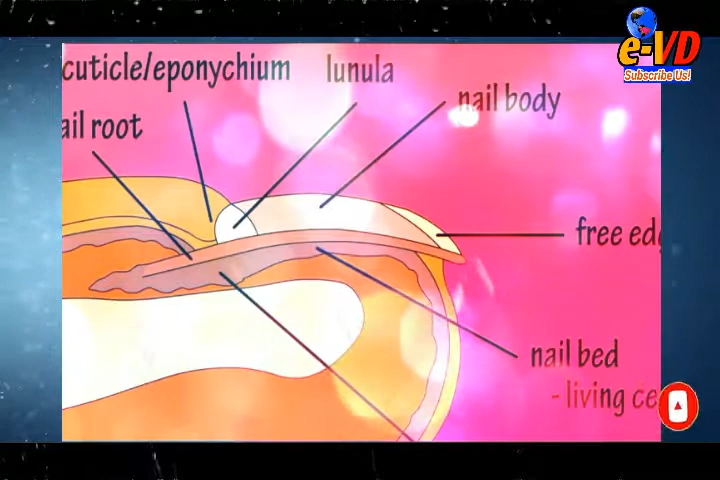 e-VD
Subscribe Us!
cuticle/eponychium
lunula
nail body
ail root
free edg
nail bed
- living ce